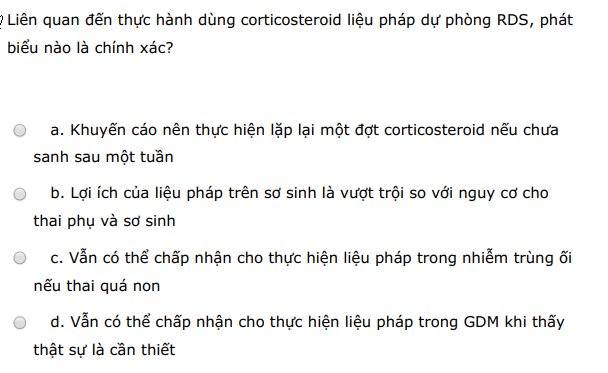 Liên quan đến thực hành dùng corticosteroid liệu pháp dự phòng RDS, phát
biểu nào là chính xác?
a. Khuyến cáo nên thực hiện lặp lại một đợt corticosteroid nếu chưa
sanh sau một tuần
b. Lợi ích của liệu pháp trên sơ sinh là vượt trội so với nguy cơ cho
thai phụ và sơ sinh
c. Vẫn có thể chấp nhận cho thực hiện liệu pháp trong nhiễm trùng ối
nếu thai quá non
d. Vẫn có thể chấp nhận cho thực hiện liệu pháp trong GDM khi thấy
thật sự là cần thiết